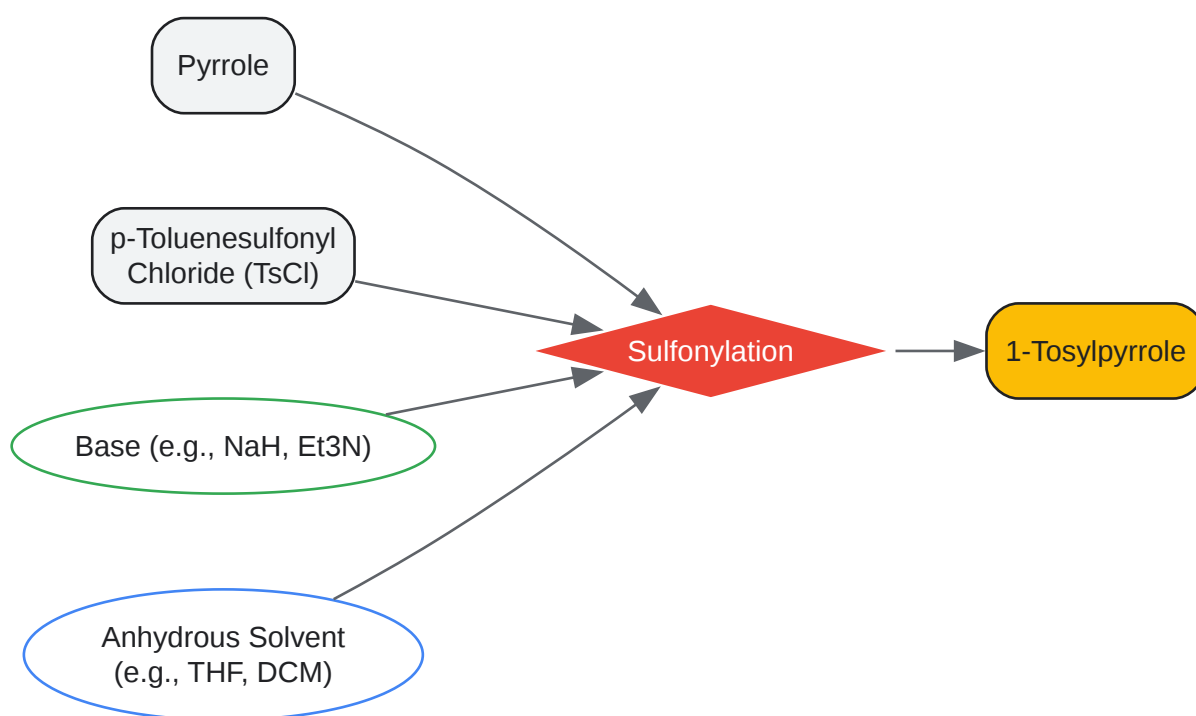 Pyrrole
p-Toluenesulfonyl
Chloride (TsCl)
Sulfonylation
1-Tosylpyrrole
Base (e.g., NaH, Et3N)
Anhydrous Solvent
(e.g., THF, DCM)